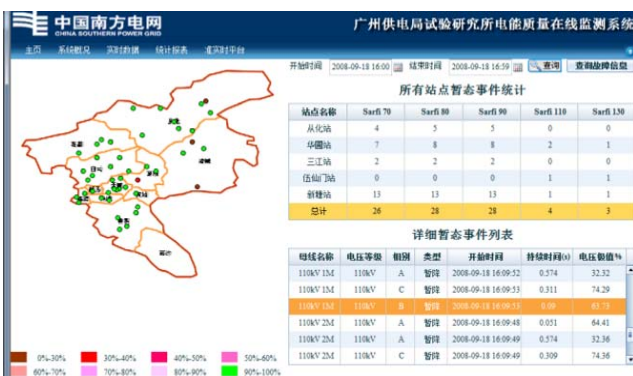 中国南方电网
CHINA SOUTHERN POWER GRID
广州供电局试验研究所电能质量在线监测系统
主页 系统概况 实时数据 统计报表 准实时平台
开始时间 2008-09-18 16:00 结束时间 2008-09-18 16:59 查询 查询故障信息
所有站点暂态事件统计
站点名称 Sarfi 70 Sarfi 80 Sarfi 90 Sarfi 110 Sarfi 130
从化站 4 5 5 0 0
华圃站 7 8 8 2 1
三江站 2 2 2 0 0
伍仙门站 0 0 0 1 1
新塘站 13 13 13 1 1
总计 26 28 28 4 3
详细暂态事件列表
母线名称 电压等级 相别 类型 开始时间 持续时间(s) 电压极值%
110kV 1M 110kV A 暂降 2008-09-18 16:09:52 0.574 32.32
110kV 1M 110kV C 暂降 2008-09-18 16:09:53 0.311 74.29
110kV 1M 110kV B 暂降 2008-09-18 16:09:53 0.09 63.73
110kV 2M 110kV A 暂降 2008-09-18 16:09:48 0.051 64.41
110kV 2M 110kV A 暂降 2008-09-18 16:09:49 0.574 32.36
110kV 2M 110kV C 暂降 2008-09-18 16:09:49 0.309 74.36
0%-30% 30%-40% 40%-50% 50%-60%
60%-70% 70%-80% 80%-90% 90%-100%